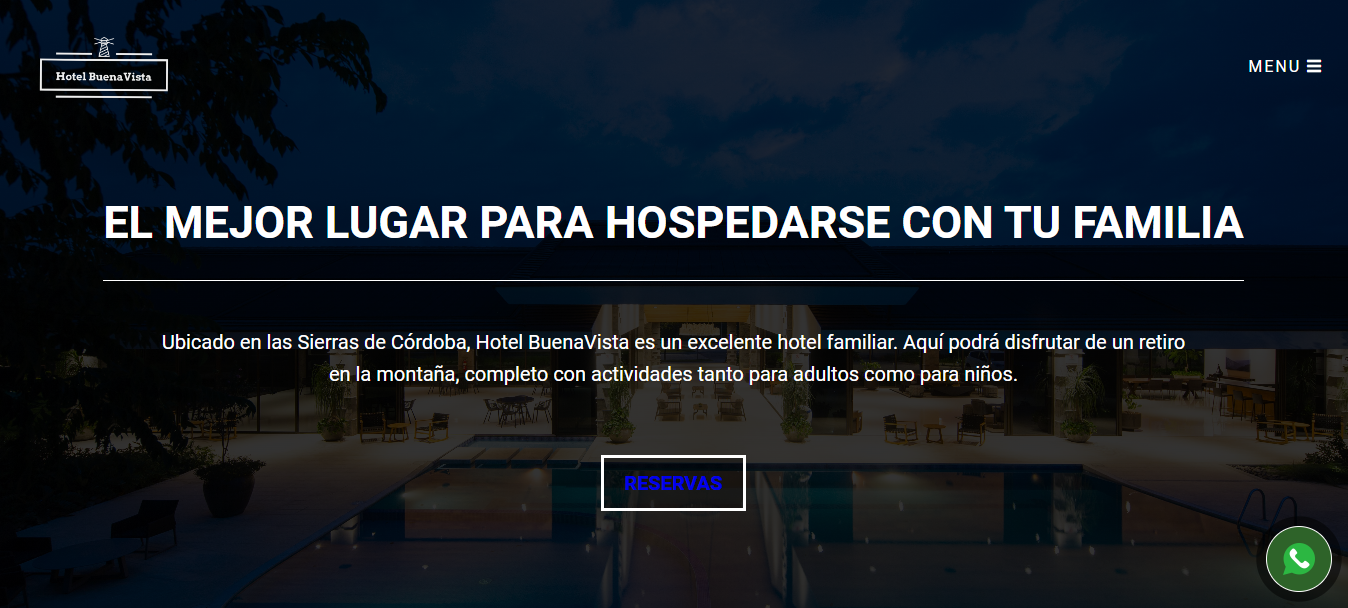 Hotel BuenaVista
MENU
EL MEJOR LUGAR PARA HOSPEDARSE CON TU FAMILIA
Ubicado en las Sierras de Córdoba, Hotel BuenaVista es un excelente hotel familiar. Aquí podrá disfrutar de un retiro
en la montaña, completo con actividades tanto para adultos como para niños.
RESERVAS